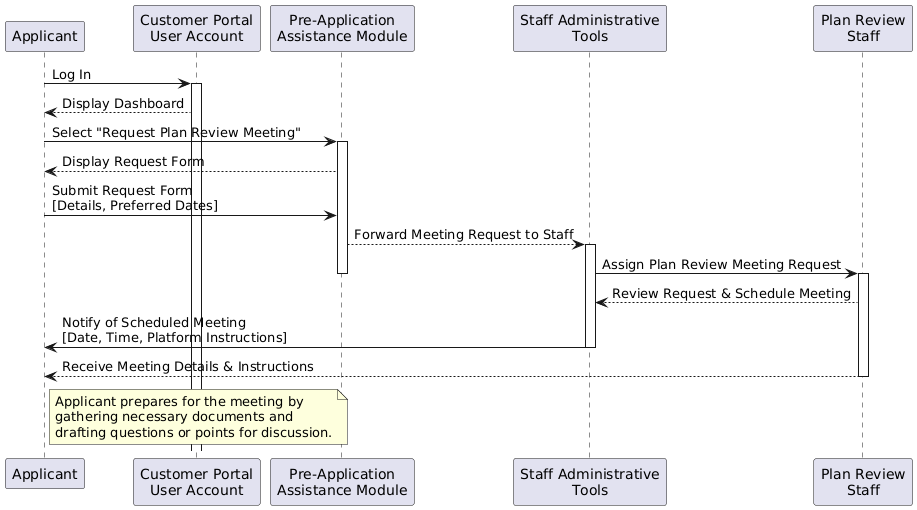 Applicant
Customer Portal
User Account
Pre-Application
Assistance Module
Staff Administrative
Tools
Plan Review
Staff
Log In
Display Dashboard
Select "Request Plan Review Meeting"
Display Request Form
Submit Request Form
[Details, Preferred Dates]
Forward Meeting Request to Staff
Assign Plan Review Meeting Request
Review Request & Schedule Meeting
Notify of Scheduled Meeting
[Date, Time, Platform Instructions]
Receive Meeting Details & Instructions
Applicant prepares for the meeting by
gathering necessary documents and
drafting questions or points for discussion.
Applicant
Customer Portal
User Account
Pre-Application
Assistance Module
Staff Administrative
Tools
Plan Review
Staff